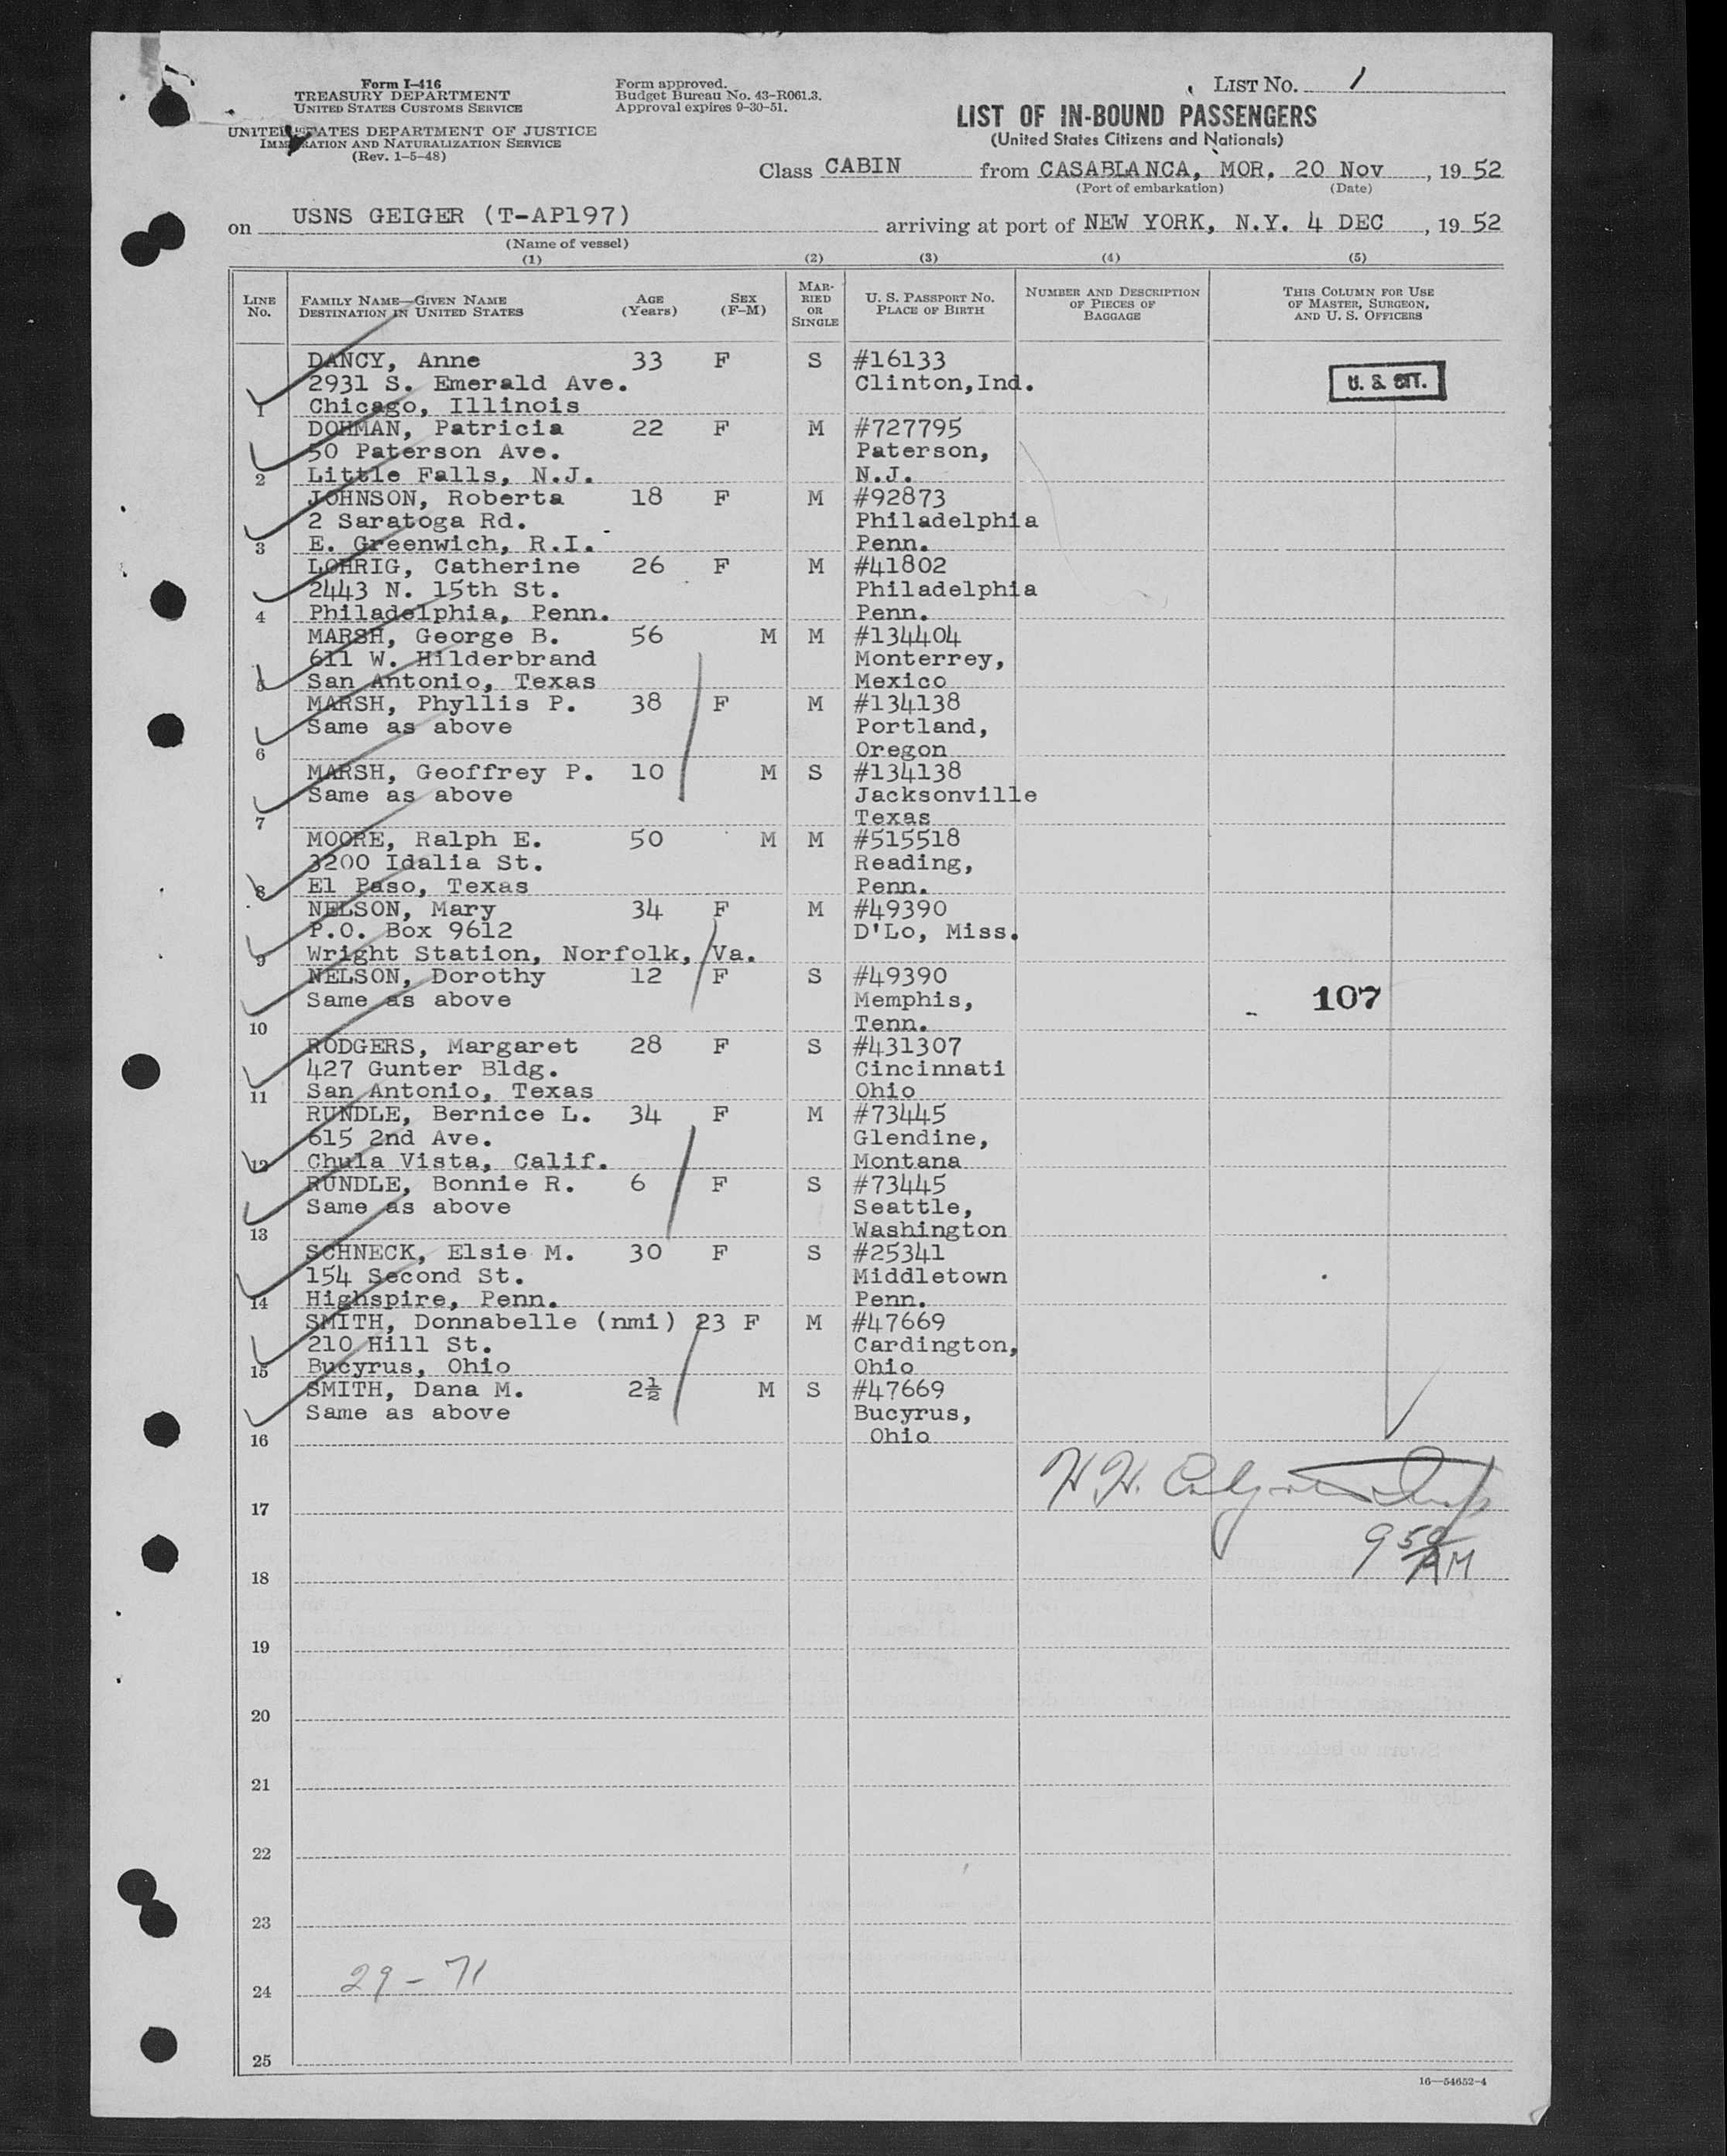 Form I-416
TREASURY DEPARTMENT
UNITED STATES CUSTOMS SERVICE
UNITED STATES DEPARTMENT OF JUSTICE
IMMIGRATION AND NATURALIZATION SERVICE
(Rev. 1-5-48)
Form approved.
Budget Bureau No. 43-R061.3.
Approval expires 9-30-51.
LIST No. 1
LIST OF IN-BOUND PASSENGERS
(United States Citizens and Nationals)
Class CABIN from CASABLANCA, MOR. 20 Nov, 19 52
(Port of embarkation) (Date)
on USNS GEIGER (T-AP197) arriving at port of NEW YORK, N.Y. 4 DEC, 19 52
(Name of vessel)
(1) (2) (3) (4) (5)
LINE No.
FAMILY NAME—GIVEN NAME
DESTINATION IN UNITED STATES
AGE (Years)
SEX (F-M)
MARRIED OR SINGLE
U. S. PASSPORT No.
PLACE OF BIRTH
NUMBER AND DESCRIPTION OF PIECES OF BAGGAGE
THIS COLUMN FOR USE OF MASTER, SURGEON, AND U. S. OFFICERS
DANCY, Anne 33 F S #16133
2931 S. Emerald Ave. Clinton,Ind. U. S. CIT.
1 Chicago, Illinois
DOHMAN, Patricia 22 F M #727795
50 Paterson Ave. Paterson,
2 Little Falls, N.J. N.J.
JOHNSON, Roberta 18 F M #92873
2 Saratoga Rd. Philadelphia
3 E. Greenwich, R.I. Penn.
LOHRIG, Catherine 26 F M #41802
2443 N. 15th St. Philadelphia
4 Philadelphia, Penn. Penn.
MARSH, George B. 56 M M #134404
611 W. Hilderbrand Monterrey,
5 San Antonio, Texas Mexico
MARSH, Phyllis P. 38 F M #134138
Same as above Portland,
6 Oregon
MARSH, Geoffrey P. 10 M S #134138
Same as above Jacksonville
7 Texas
MOORE, Ralph E. 50 M M #515518
3200 Idalia St. Reading,
8 El Paso, Texas Penn.
NELSON, Mary 34 F M #49390
P.O. Box 9612 D'Lo, Miss.
9 Wright Station, Norfolk, Va.
NELSON, Dorothy 12 F S #49390
Same as above Memphis, 107
10 Tenn.
RODGERS, Margaret 28 F S #431307
427 Gunter Bldg. Cincinnati
11 San Antonio, Texas Ohio
RUNDLE, Bernice L. 34 F M #73445
615 2nd Ave. Glendine,
12 Chula Vista, Calif. Montana
RUNDLE, Bonnie R. 6 F S #73445
Same as above Seattle,
13 Washington
SCHNECK, Elsie M. 30 F S #25341
154 Second St. Middletown
14 Highspire, Penn. Penn.
SMITH, Donnabelle (nmi) 23 F M #47669
210 Hill St. Cardington,
15 Bucyrus, Ohio Ohio
SMITH, Dana M. 2½ M S #47669
Same as above Bucyrus,
16 Ohio
17
9 50 AM
18
19
20
21
22
23
29-71
24
25
16—54652-4